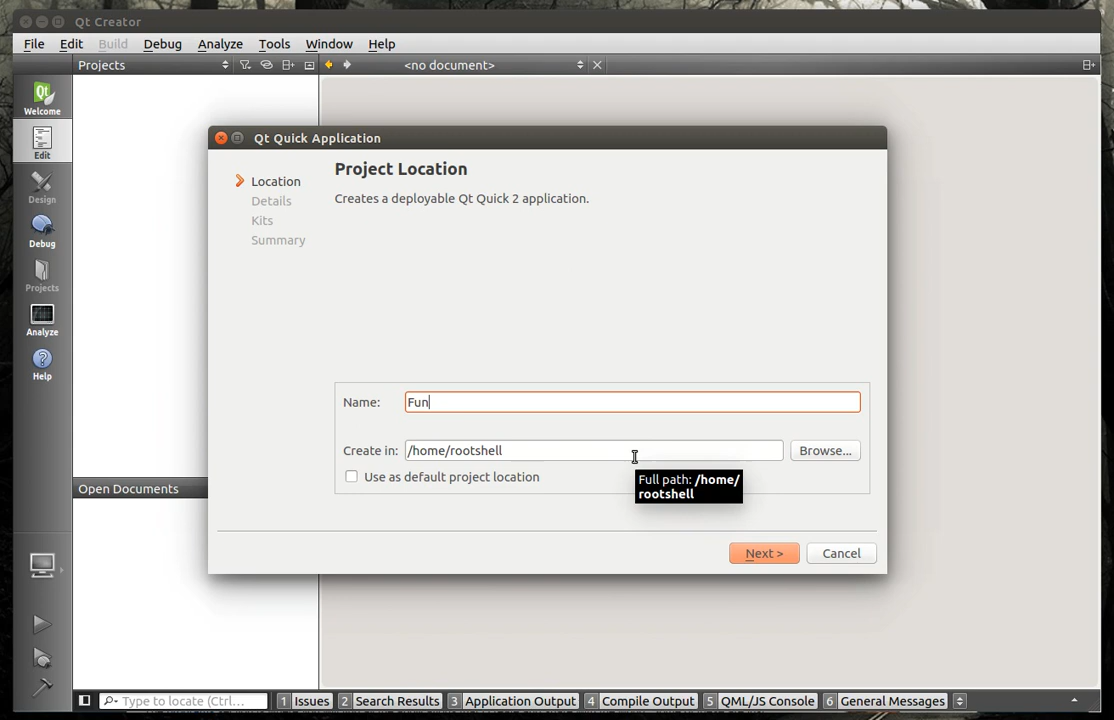 Qt Creator
File Edit Build Debug Analyze Tools Window Help
Projects <no document>
Qt
Welcome
Edit
Design
Debug
Projects
Analyze
Help
Qt Quick Application
Location
Details
Kits
Summary
Project Location
Creates a deployable Qt Quick 2 application.
Name: Fun
Create in: /home/rootshell Browse...
Use as default project location
Full path: /home/
rootshell
Next > Cancel
Open Documents
Type to locate (Ctrl... 1 Issues 2 Search Results 3 Application Output 4 Compile Output 5 QML/JS Console 6 General Messages